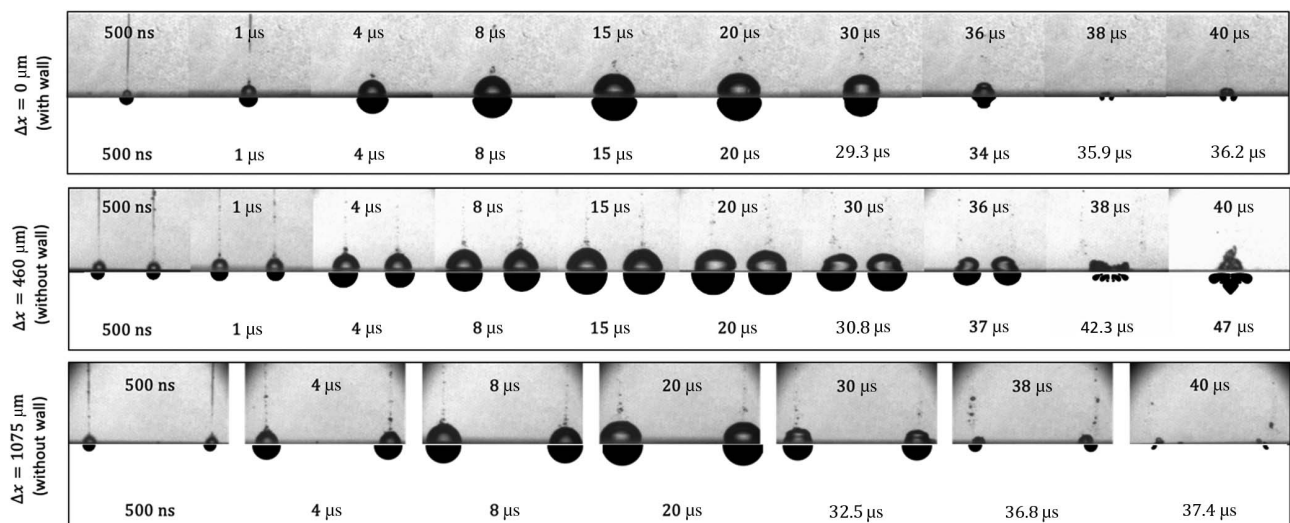 Δx = 0 μm
(with wall)
500 ns 1 μs 4 μs 8 μs 15 μs 20 μs 30 μs 36 μs 38 μs 40 μs
500 ns 1 μs 4 μs 8 μs 15 μs 20 μs 29.3 μs 34 μs 35.9 μs 36.2 μs
Δx = 460 μm)
(without wall)
500 ns 1 μs 4 μs 8 μs 15 μs 20 μs 30 μs 36 μs 38 μs 40 μs
500 ns 1 μs 4 μs 8 μs 15 μs 20 μs 30.8 μs 37 μs 42.3 μs 47 μs
Δx = 1075 μm
(without wall)
500 ns 4 μs 8 μs 20 μs 30 μs 38 μs 40 μs
500 ns 4 μs 8 μs 20 μs 32.5 μs 36.8 μs 37.4 μs